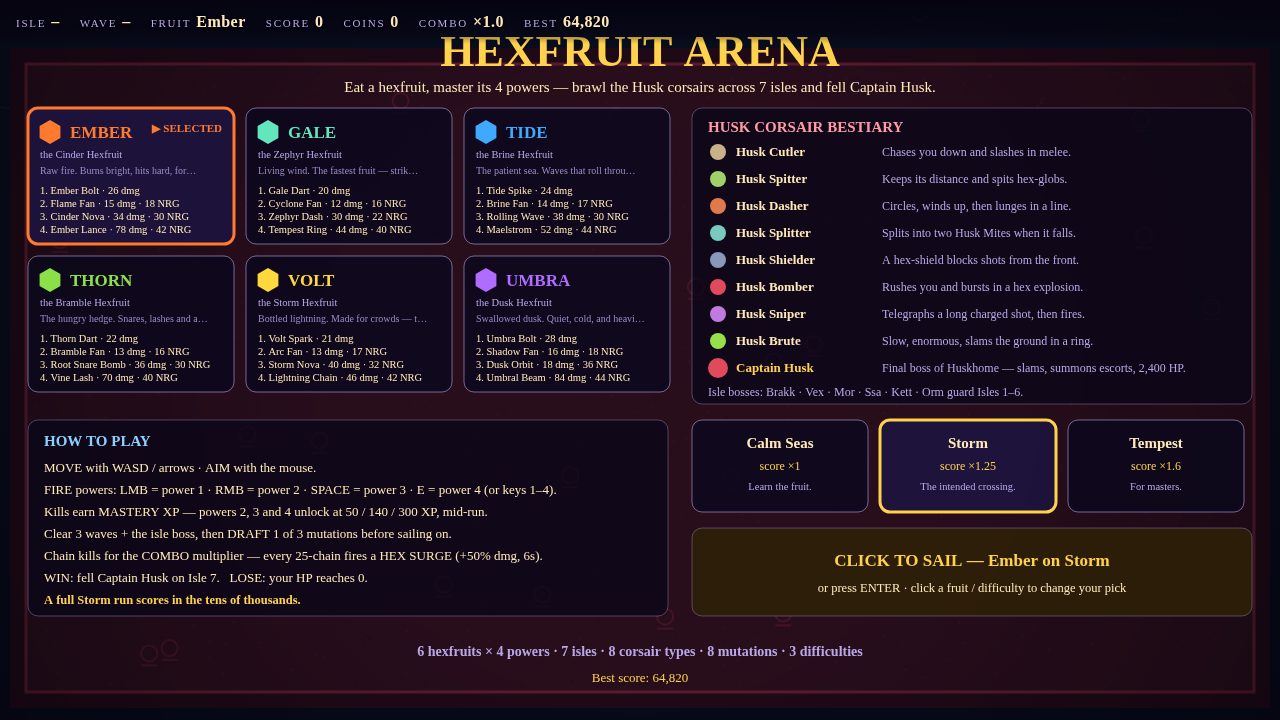 ISLE – WAVE – FRUIT Ember SCORE 0 COINS 0 COMBO ×1.0 BEST 64,820
HEXFRUIT ARENA
Eat a hexfruit, master its 4 powers — brawl the Husk corsairs across 7 isles and fell Captain Husk.
EMBER ▶ SELECTED
the Cinder Hexfruit
Raw fire. Burns bright, hits hard, for…
1. Ember Bolt · 26 dmg
2. Flame Fan · 15 dmg · 18 NRG
3. Cinder Nova · 34 dmg · 30 NRG
4. Ember Lance · 78 dmg · 42 NRG
GALE
the Zephyr Hexfruit
Living wind. The fastest fruit — strik…
1. Gale Dart · 20 dmg
2. Cyclone Fan · 12 dmg · 16 NRG
3. Zephyr Dash · 30 dmg · 22 NRG
4. Tempest Ring · 44 dmg · 40 NRG
TIDE
the Brine Hexfruit
The patient sea. Waves that roll throu…
1. Tide Spike · 24 dmg
2. Brine Fan · 14 dmg · 17 NRG
3. Rolling Wave · 38 dmg · 30 NRG
4. Maelstrom · 52 dmg · 44 NRG
THORN
the Bramble Hexfruit
The hungry hedge. Snares, lashes and a…
1. Thorn Dart · 22 dmg
2. Bramble Fan · 13 dmg · 16 NRG
3. Root Snare Bomb · 36 dmg · 30 NRG
4. Vine Lash · 70 dmg · 40 NRG
VOLT
the Storm Hexfruit
Bottled lightning. Made for crowds — t…
1. Volt Spark · 21 dmg
2. Arc Fan · 13 dmg · 17 NRG
3. Storm Nova · 40 dmg · 32 NRG
4. Lightning Chain · 46 dmg · 42 NRG
UMBRA
the Dusk Hexfruit
Swallowed dusk. Quiet, cold, and heavi…
1. Umbra Bolt · 28 dmg
2. Shadow Fan · 16 dmg · 18 NRG
3. Dusk Orbit · 18 dmg · 36 NRG
4. Umbral Beam · 84 dmg · 44 NRG
HUSK CORSAIR BESTIARY
Husk Cutler Chases you down and slashes in melee.
Husk Spitter Keeps its distance and spits hex-globs.
Husk Dasher Circles, winds up, then lunges in a line.
Husk Splitter Splits into two Husk Mites when it falls.
Husk Shielder A hex-shield blocks shots from the front.
Husk Bomber Rushes you and bursts in a hex explosion.
Husk Sniper Telegraphs a long charged shot, then fires.
Husk Brute Slow, enormous, slams the ground in a ring.
Captain Husk Final boss of Huskhome — slams, summons escorts, 2,400 HP.
Isle bosses: Brakk · Vex · Mor · Ssa · Kett · Orm guard Isles 1–6.
HOW TO PLAY
MOVE with WASD / arrows · AIM with the mouse.
FIRE powers: LMB = power 1 · RMB = power 2 · SPACE = power 3 · E = power 4 (or keys 1–4).
Kills earn MASTERY XP — powers 2, 3 and 4 unlock at 50 / 140 / 300 XP, mid-run.
Clear 3 waves + the isle boss, then DRAFT 1 of 3 mutations before sailing on.
Chain kills for the COMBO multiplier — every 25-chain fires a HEX SURGE (+50% dmg, 6s).
WIN: fell Captain Husk on Isle 7. LOSE: your HP reaches 0.
A full Storm run scores in the tens of thousands.
Calm Seas
score ×1
Learn the fruit.
Storm
score ×1.25
The intended crossing.
Tempest
score ×1.6
For masters.
CLICK TO SAIL — Ember on Storm
or press ENTER · click a fruit / difficulty to change your pick
6 hexfruits × 4 powers · 7 isles · 8 corsair types · 8 mutations · 3 difficulties
Best score: 64,820